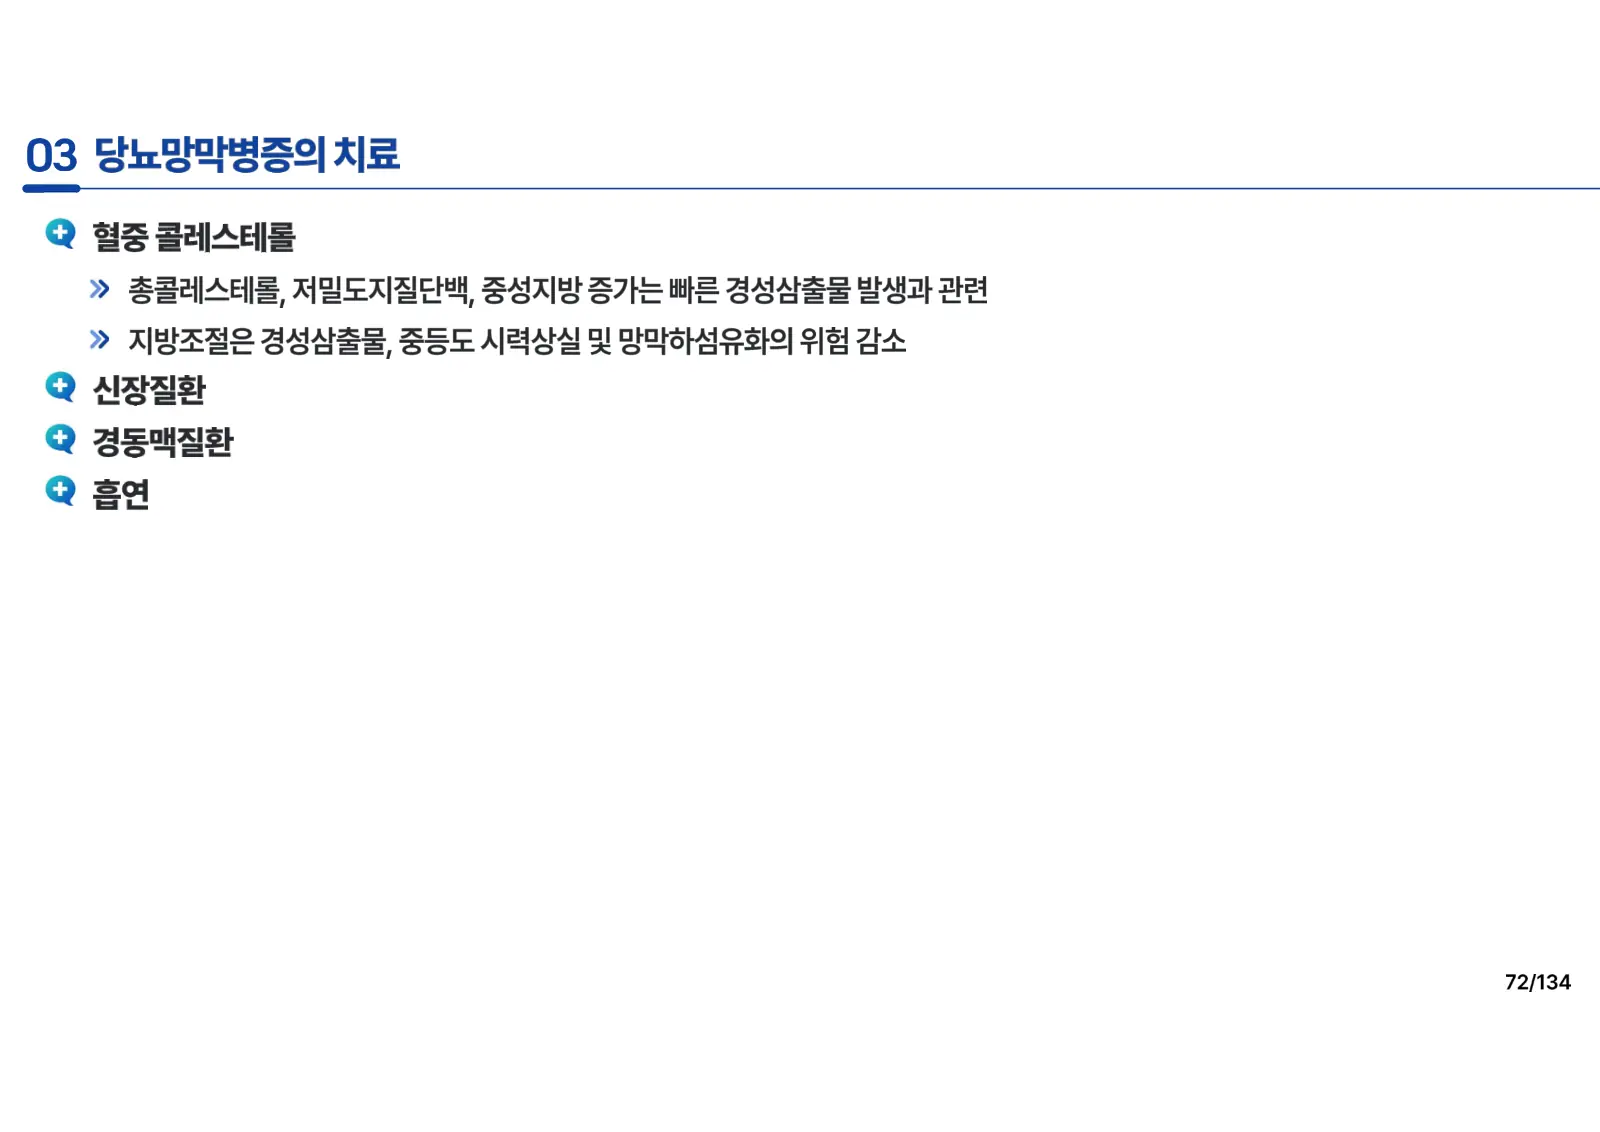 03 당뇨망막병증의 치료
혈중 콜레스테롤
총콜레스테롤, 저밀도지질단백, 중성지방 증가는 빠른 경성삼출물 발생과 관련
지방조절은 경성삼출물, 중등도 시력상실 및 망막하섬유화의 위험 감소
신장질환
경동맥질환
흡연
72/134